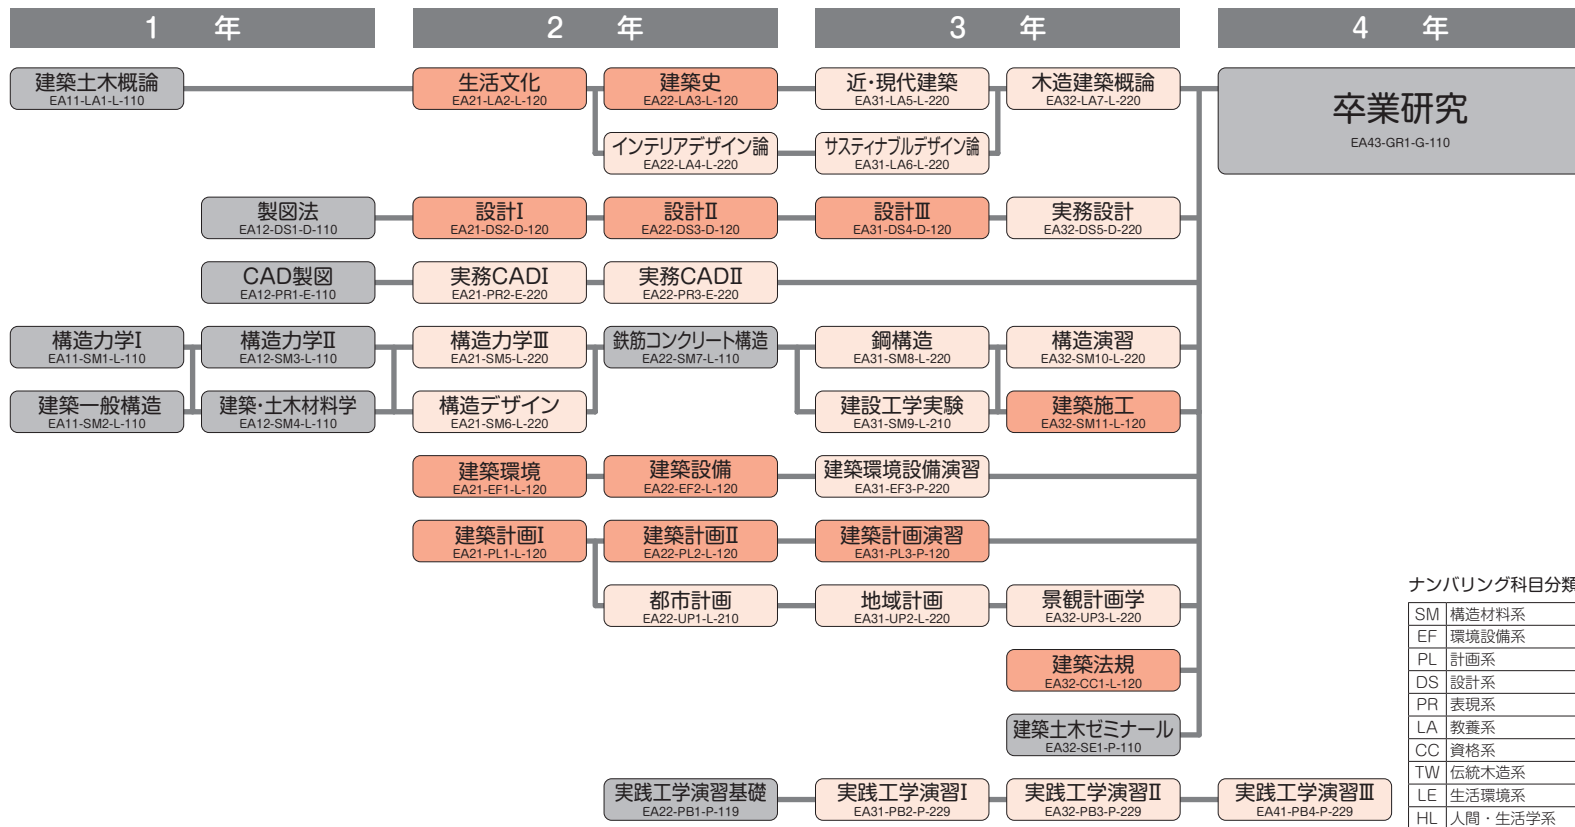 1 年
2 年
3 年
4 年
建築土木概論
EA11-LA1-L-110
生活文化
EA21-LA2-L-120
建築史
EA22-LA3-L-120
近・現代建築
EA31-LA5-L-220
木造建築概論
EA32-LA7-L-220
卒業研究
EA43-GR1-G-110
インテリアデザイン論
EA22-LA4-L-220
サスティナブルデザイン論
EA31-LA6-L-220
製図法
EA12-DS1-D-110
設計Ⅰ
EA21-DS2-D-120
設計Ⅱ
EA22-DS3-D-120
設計Ⅲ
EA31-DS4-D-120
実務設計
EA32-DS5-D-220
CAD製図
EA12-PR1-E-110
実務CADⅠ
EA21-PR2-E-220
実務CADⅡ
EA22-PR3-E-220
構造力学Ⅰ
EA11-SM1-L-110
構造力学Ⅱ
EA12-SM3-L-110
構造力学Ⅲ
EA21-SM5-L-220
鉄筋コンクリート構造
EA22-SM7-L-110
鋼構造
EA31-SM8-L-220
構造演習
EA32-SM10-L-220
建築一般構造
EA11-SM2-L-110
建築・土木材料学
EA12-SM4-L-110
構造デザイン
EA21-SM6-L-220
建設工学実験
EA31-SM9-L-210
建築施工
EA32-SM11-L-120
建築環境
EA21-EF1-L-120
建築設備
EA22-EF2-L-120
建築環境設備演習
EA31-EF3-P-220
建築計画Ⅰ
EA21-PL1-L-120
建築計画Ⅱ
EA22-PL2-L-120
建築計画演習
EA31-PL3-P-120
都市計画
EA22-UP1-L-210
地域計画
EA31-UP2-L-220
景観計画学
EA32-UP3-L-220
建築法規
EA32-CC1-L-120
建築土木ゼミナール
EA32-SE1-P-110
実践工学演習基礎
EA22-PB1-P-119
実践工学演習Ⅰ
EA31-PB2-P-229
実践工学演習Ⅱ
EA32-PB3-P-229
実践工学演習Ⅲ
EA41-PB4-P-229
ナンバリング科目分類
SM 構造材料系
EF 環境設備系
PL 計画系
DS 設計系
PR 表現系
LA 教養系
CC 資格系
TW 伝統木造系
LE 生活環境系
HL 人間・生活学系